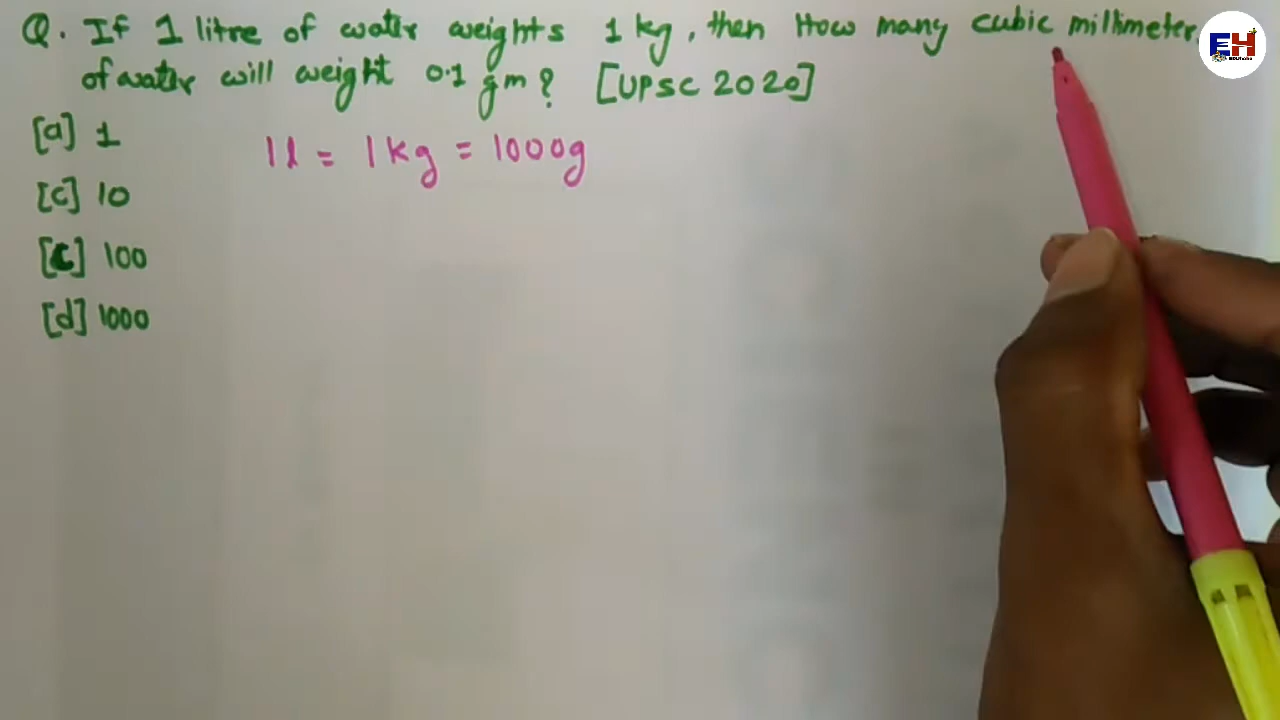 Q. If 1 litre of water weights 1 kg, then How many cubic millimeter
of water will weight 0.1 gm? [UPSC 2020]
[a] 1
1l = 1kg = 1000g
[c] 10
[c] 100
[d] 1000
EH